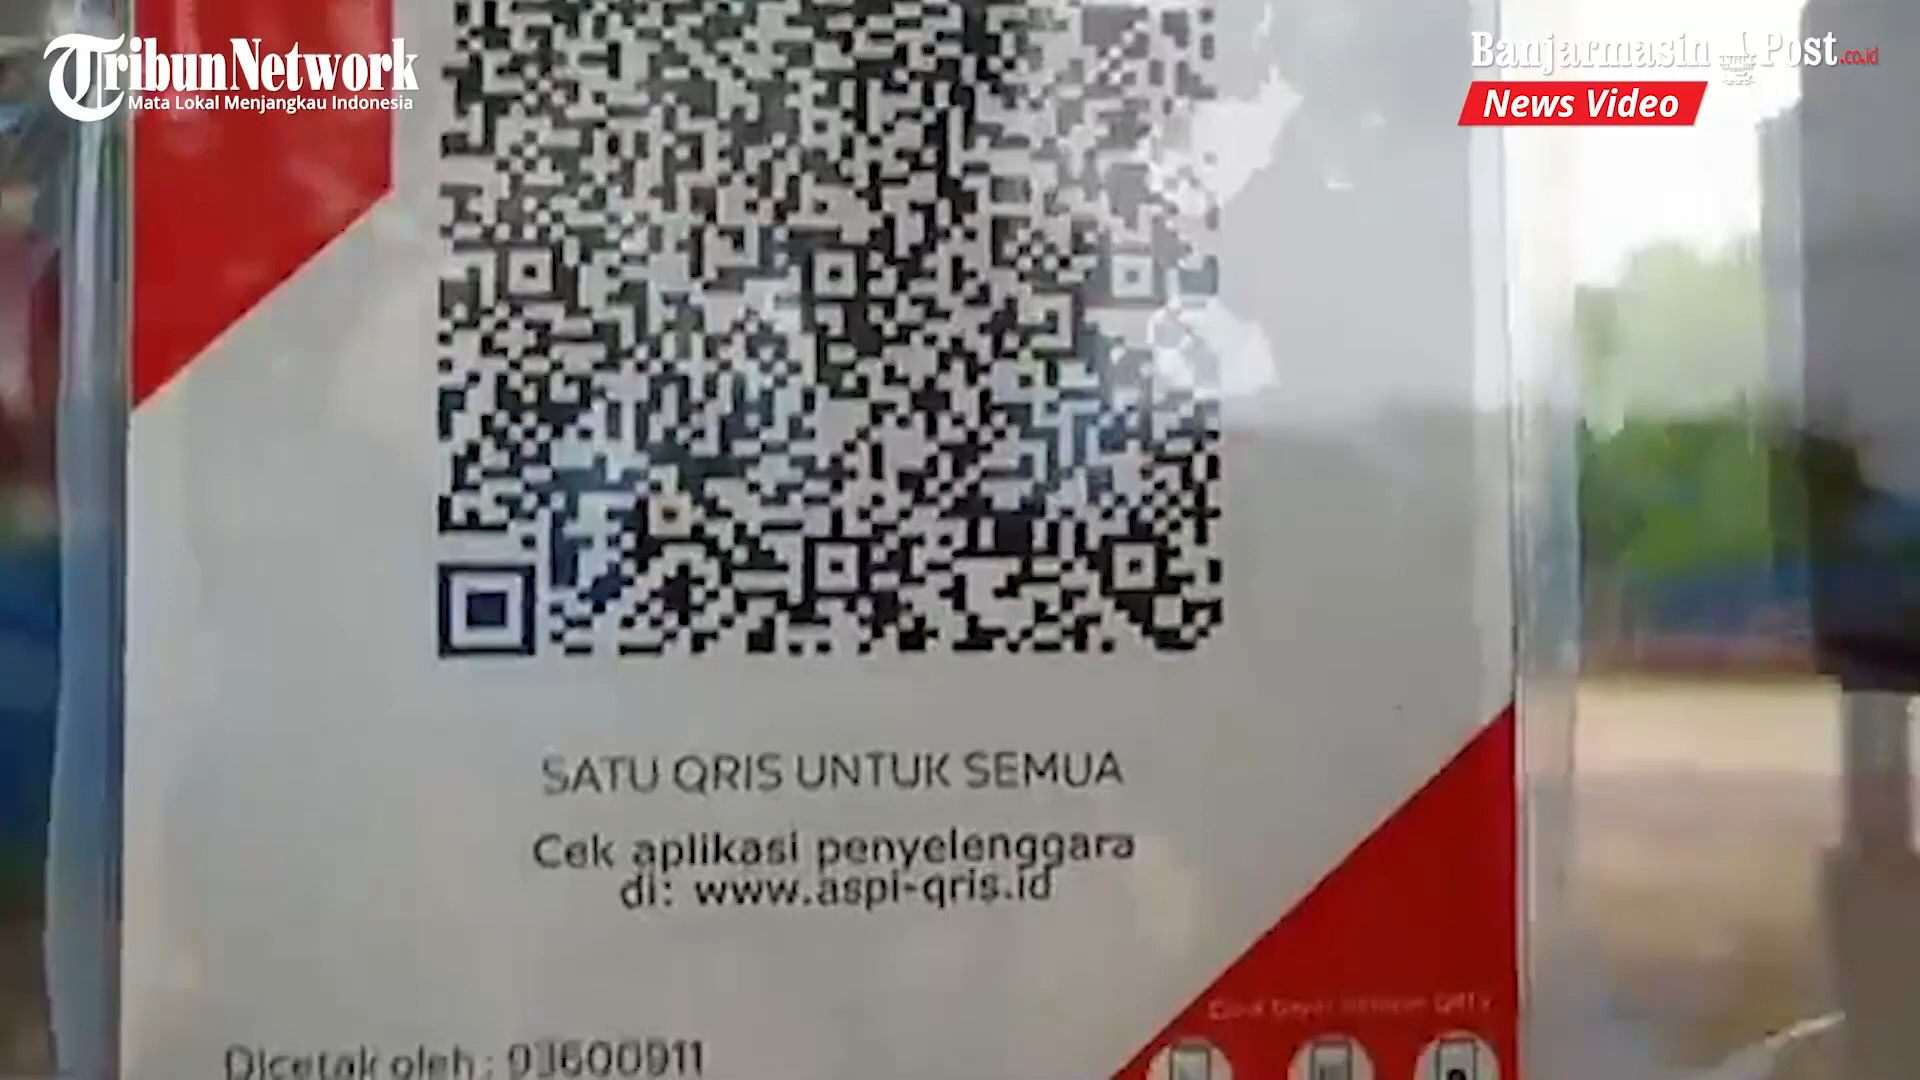 TribunNetwork
Mata Lokal Menjangkau Indonesia
Banjarmasin Post.co.id
News Video
SATU QRIS UNTUK SEMUA
Cek aplikasi penyelenggara
di: www.aspi-qris.id
Dicetak oleh : 93600911